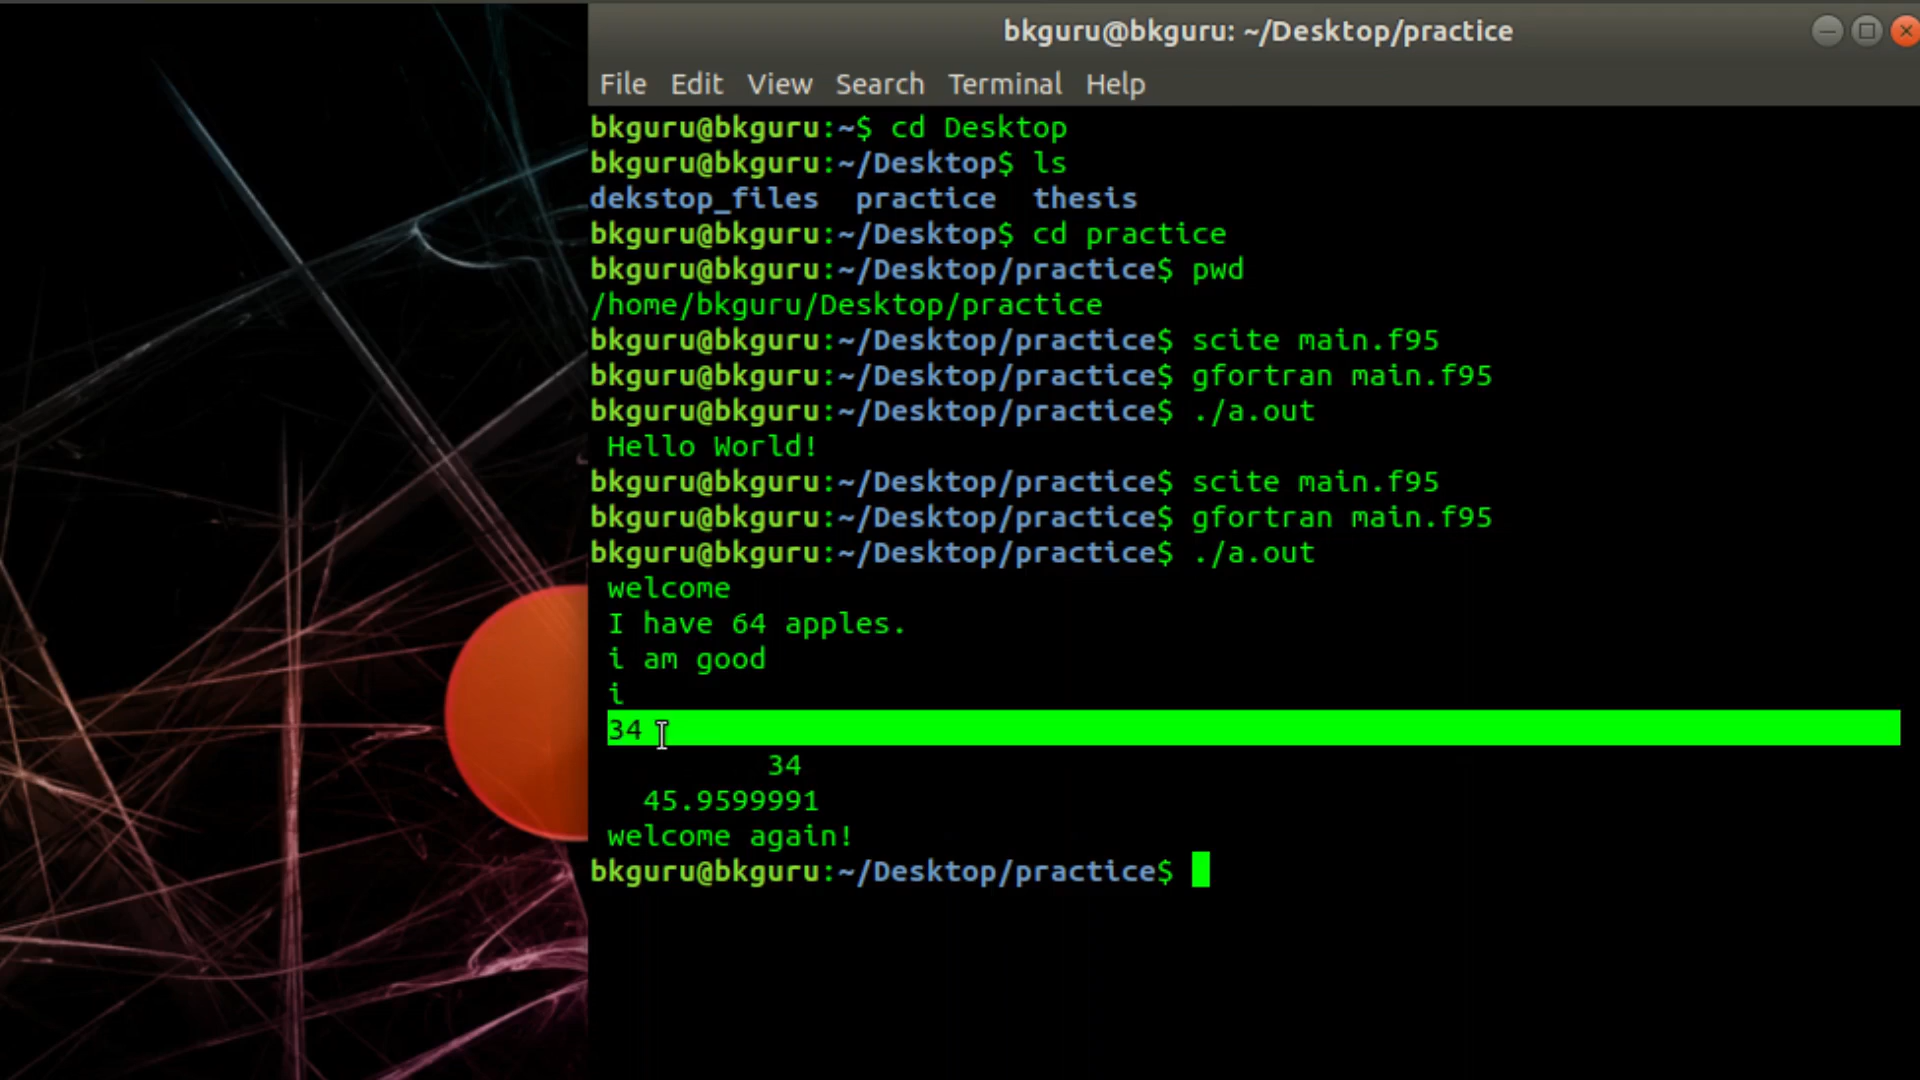 bkguru@bkguru: ~/Desktop/practice
File Edit View Search Terminal Help
bkguru@bkguru:~$ cd Desktop
bkguru@bkguru:~/Desktop$ ls
dekstop_files practice thesis
bkguru@bkguru:~/Desktop$ cd practice
bkguru@bkguru:~/Desktop/practice$ pwd
/home/bkguru/Desktop/practice
bkguru@bkguru:~/Desktop/practice$ scite main.f95
bkguru@bkguru:~/Desktop/practice$ gfortran main.f95
bkguru@bkguru:~/Desktop/practice$ ./a.out
Hello World!
bkguru@bkguru:~/Desktop/practice$ scite main.f95
bkguru@bkguru:~/Desktop/practice$ gfortran main.f95
bkguru@bkguru:~/Desktop/practice$ ./a.out
welcome
I have 64 apples.
i am good
i
34
34
45.9599991
welcome again!
bkguru@bkguru:~/Desktop/practice$